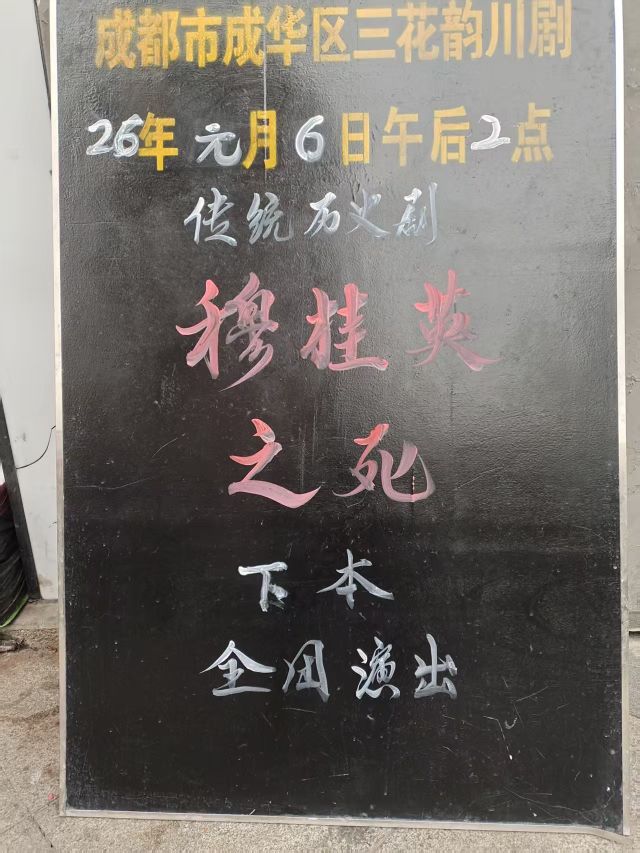 成都市成华区三花韵川剧
26年元月6日午后2点
传统历史剧
穆桂英
之死
下本
全团演出